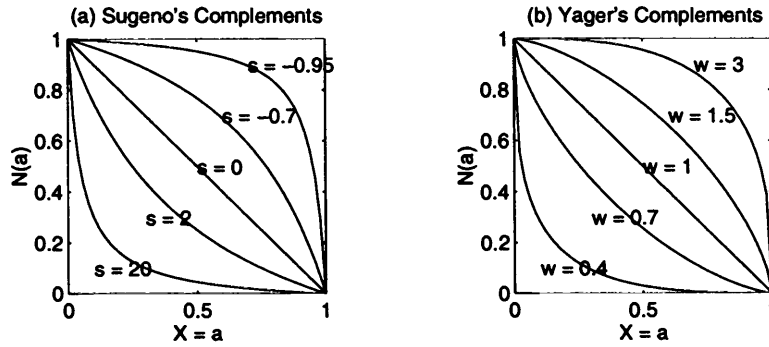 (a) Sugeno's Complements
1
0.8
0.6
0.4
0.2
0
N(a)
s = −0.95
s = −0.7
s = 0
s = 2
s = 20
0
0.5
1
X = a
(b) Yager's Complements
1
0.8
0.6
0.4
0.2
0
N(a)
w = 3
w = 1.5
w = 1
w = 0.7
w = 0.4
0
0.5
1
X = a